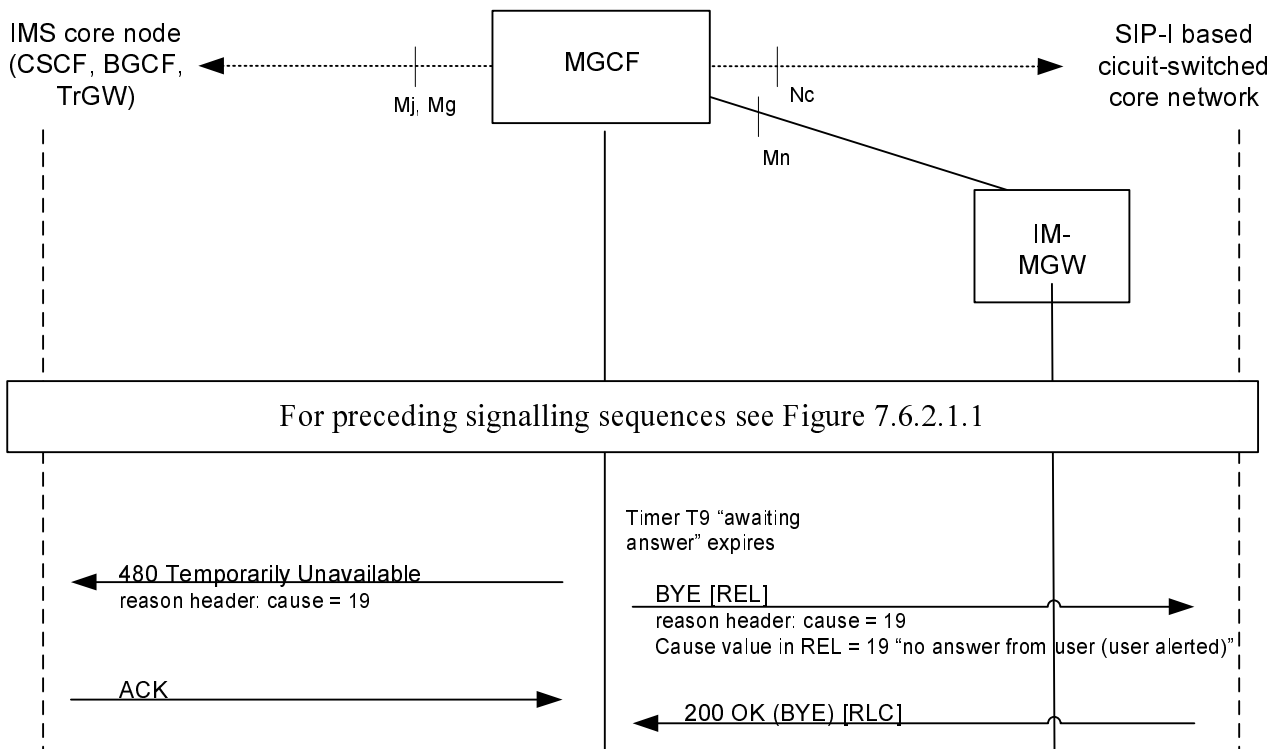 IMS core node
(CSCF, BGCF,
TrGW)
MGCF
SIP-I based
cicuit-switched
core network
Mj, Mg
Nc
Mn
IM-
MGW
For preceding signalling sequences see Figure 7.6.2.1.1
Timer T9 “awaiting
answer” expires
480 Temporarily Unavailable
reason header: cause = 19
BYE [REL]
reason header: cause = 19
Cause value in REL = 19 “no answer from user (user alerted)”
ACK
200 OK (BYE) [RLC]